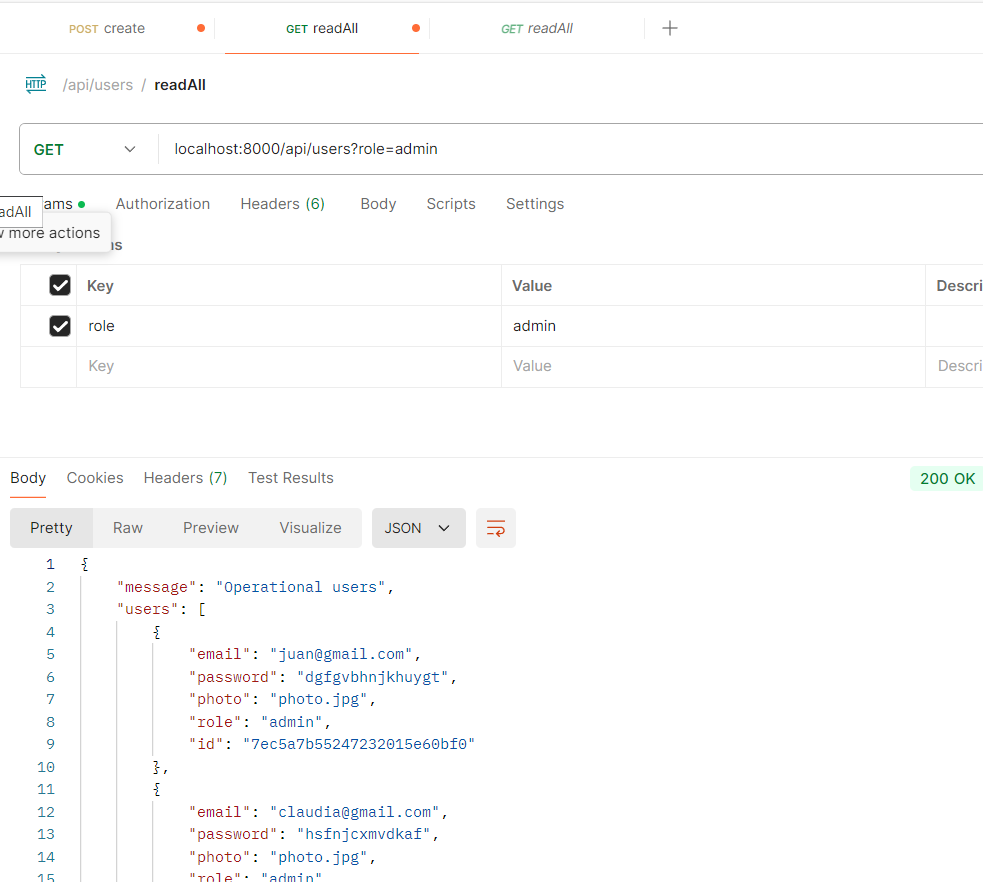 POST create GET readAll GET readAll
HTTP /api/users / readAll
GET localhost:8000/api/users?role=admin
ams Authorization Headers (6) Body Scripts Settings
adAll
more actions
Key Value Descri
role admin
Key Value Descri
Body Cookies Headers (7) Test Results 200 OK
Pretty Raw Preview Visualize JSON
1 {
2 "message": "Operational users",
3 "users": [
4 {
5 "email": "juan@gmail.com",
6 "password": "dgfgvbhnjkhuygt",
7 "photo": "photo.jpg",
8 "role": "admin",
9 "id": "7ec5a7b55247232015e60bf0"
10 },
11 {
12 "email": "claudia@gmail.com",
13 "password": "hsfnjcxmvdkaf",
14 "photo": "photo.jpg",
15 "role": "admin"